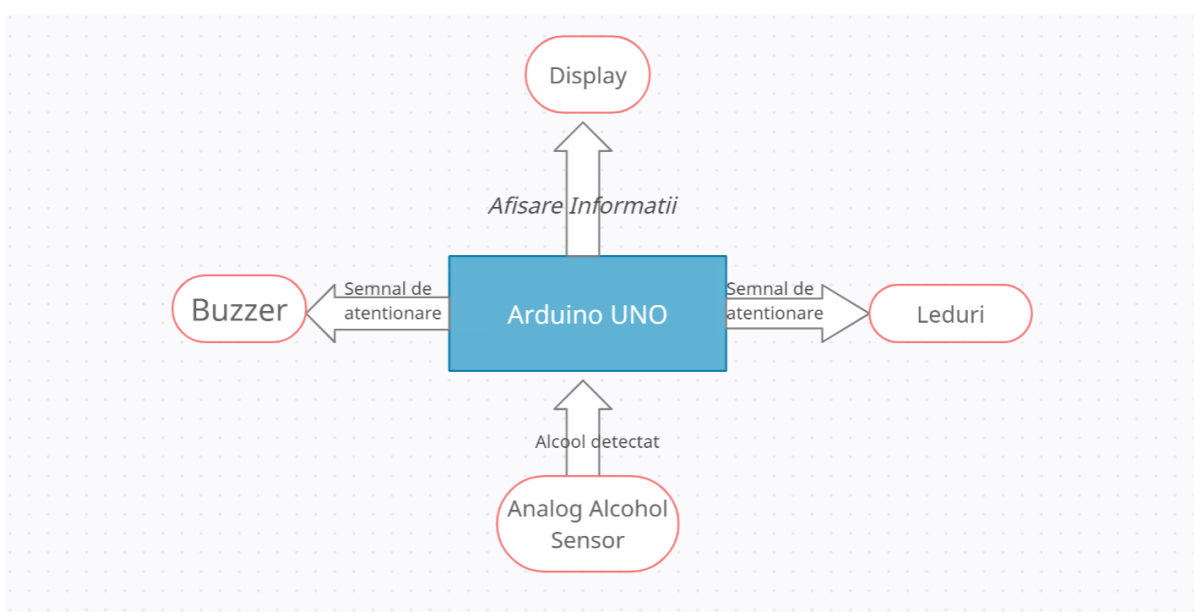 Display
Afisare Informatii
Buzzer
Semnal de
atentionare
Arduino UNO
Semnal de
atentionare
Leduri
Alcool detectat
Analog Alcohol
Sensor